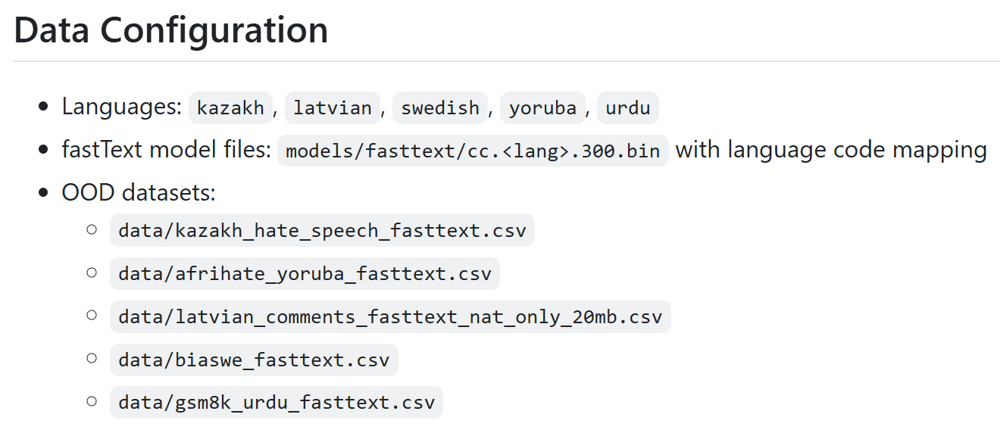 Data Configuration
• Languages: kazakh, latvian, swedish, yoruba, urdu
• fastText model files: models/fasttext/cc.<lang>.300.bin with language code mapping
• OOD datasets:
○ data/kazakh_hate_speech_fasttext.csv
○ data/afrihate_yoruba_fasttext.csv
○ data/latvian_comments_fasttext_nat_only_20mb.csv
○ data/biaswe_fasttext.csv
○ data/gsm8k_urdu_fasttext.csv